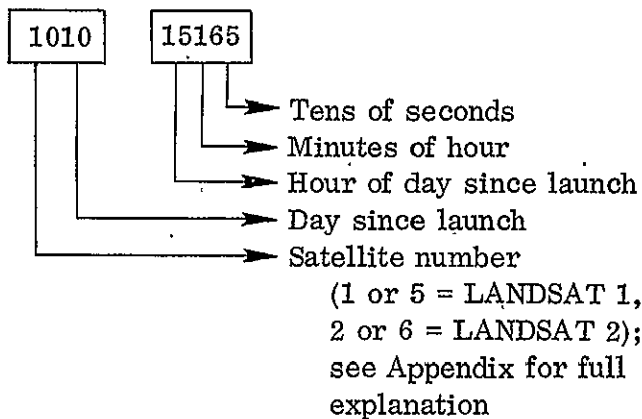 1010 15165
Tens of seconds
Minutes of hour
Hour of day since launch
Day since launch
Satellite number
(1 or 5 = LANDSAT 1,
2 or 6 = LANDSAT 2);
see Appendix for full
explanation